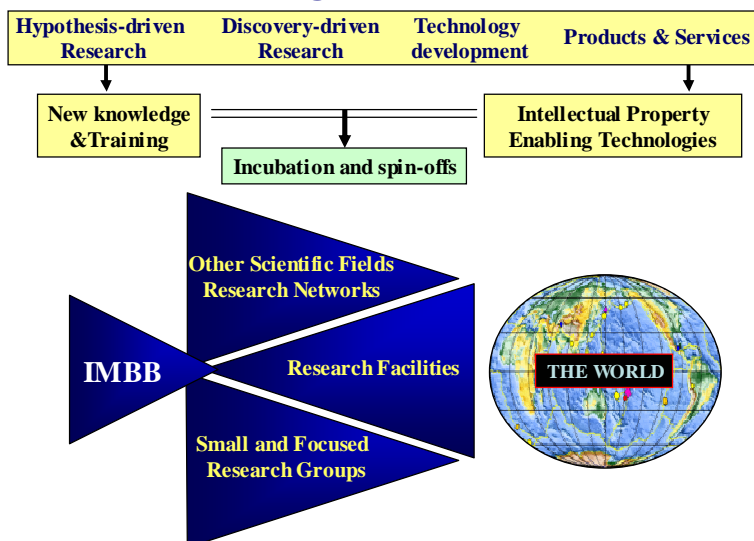 Hypothesis-driven
Research
Discovery-driven
Research
Technology
development
Products & Services
New knowledge
&Training
Intellectual Property
Enabling Technologies
Incubation and spin-offs
Other Scientific Fields
Research Networks
IMBB
Research Facilities
THE WORLD
Small and Focused
Research Groups